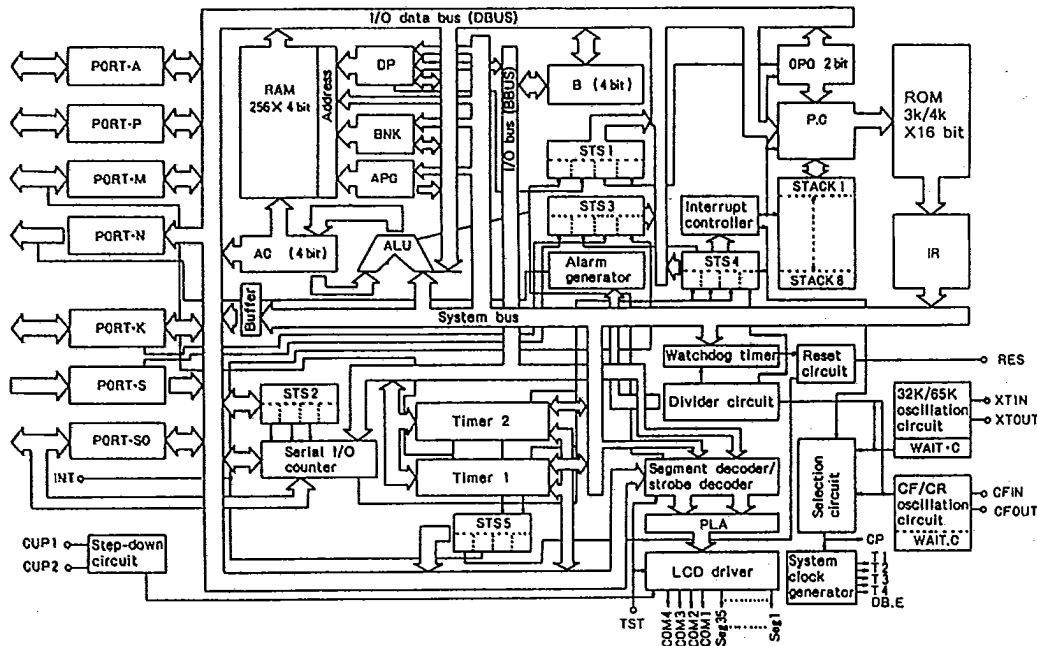 I/O data bus (DBUS)
PORT·A
PORT·P
PORT·M
PORT·N
PORT·K
PORT·S
PORT·SO
INT
CUP1
CUP2
Step-down
circuit
RAM
256×4bit
Address
DP
BNK
APG
AC (4bit)
ALU
Buffer
I/O bus (BBUS)
B (4bit)
STS1
STS3
Alarm
generator
Interrupt
controller
STS4
OPG 2bit
P.C
STACK1
STACK8
ROM
3k/4k
X16 bit
IR
System bus
STS2
Serial I/O
counter
Timer 2
Timer 1
STS5
Watchdog timer
Reset
circuit
RES
Divider circuit
Segment decoder/
strobe decoder
PLA
LCD driver
TST
COM4
COM3
COM2
COM1
Seg35
Seg1
Selection
circuit
32K/65K
oscillation
circuit
WAIT·C
XTIN
XTOUT
CF/CR
oscillation
circuit
WAIT.C
CFIN
CFOUT
CP
System
clock
generator
T1
T2
T3
T4
DB.E